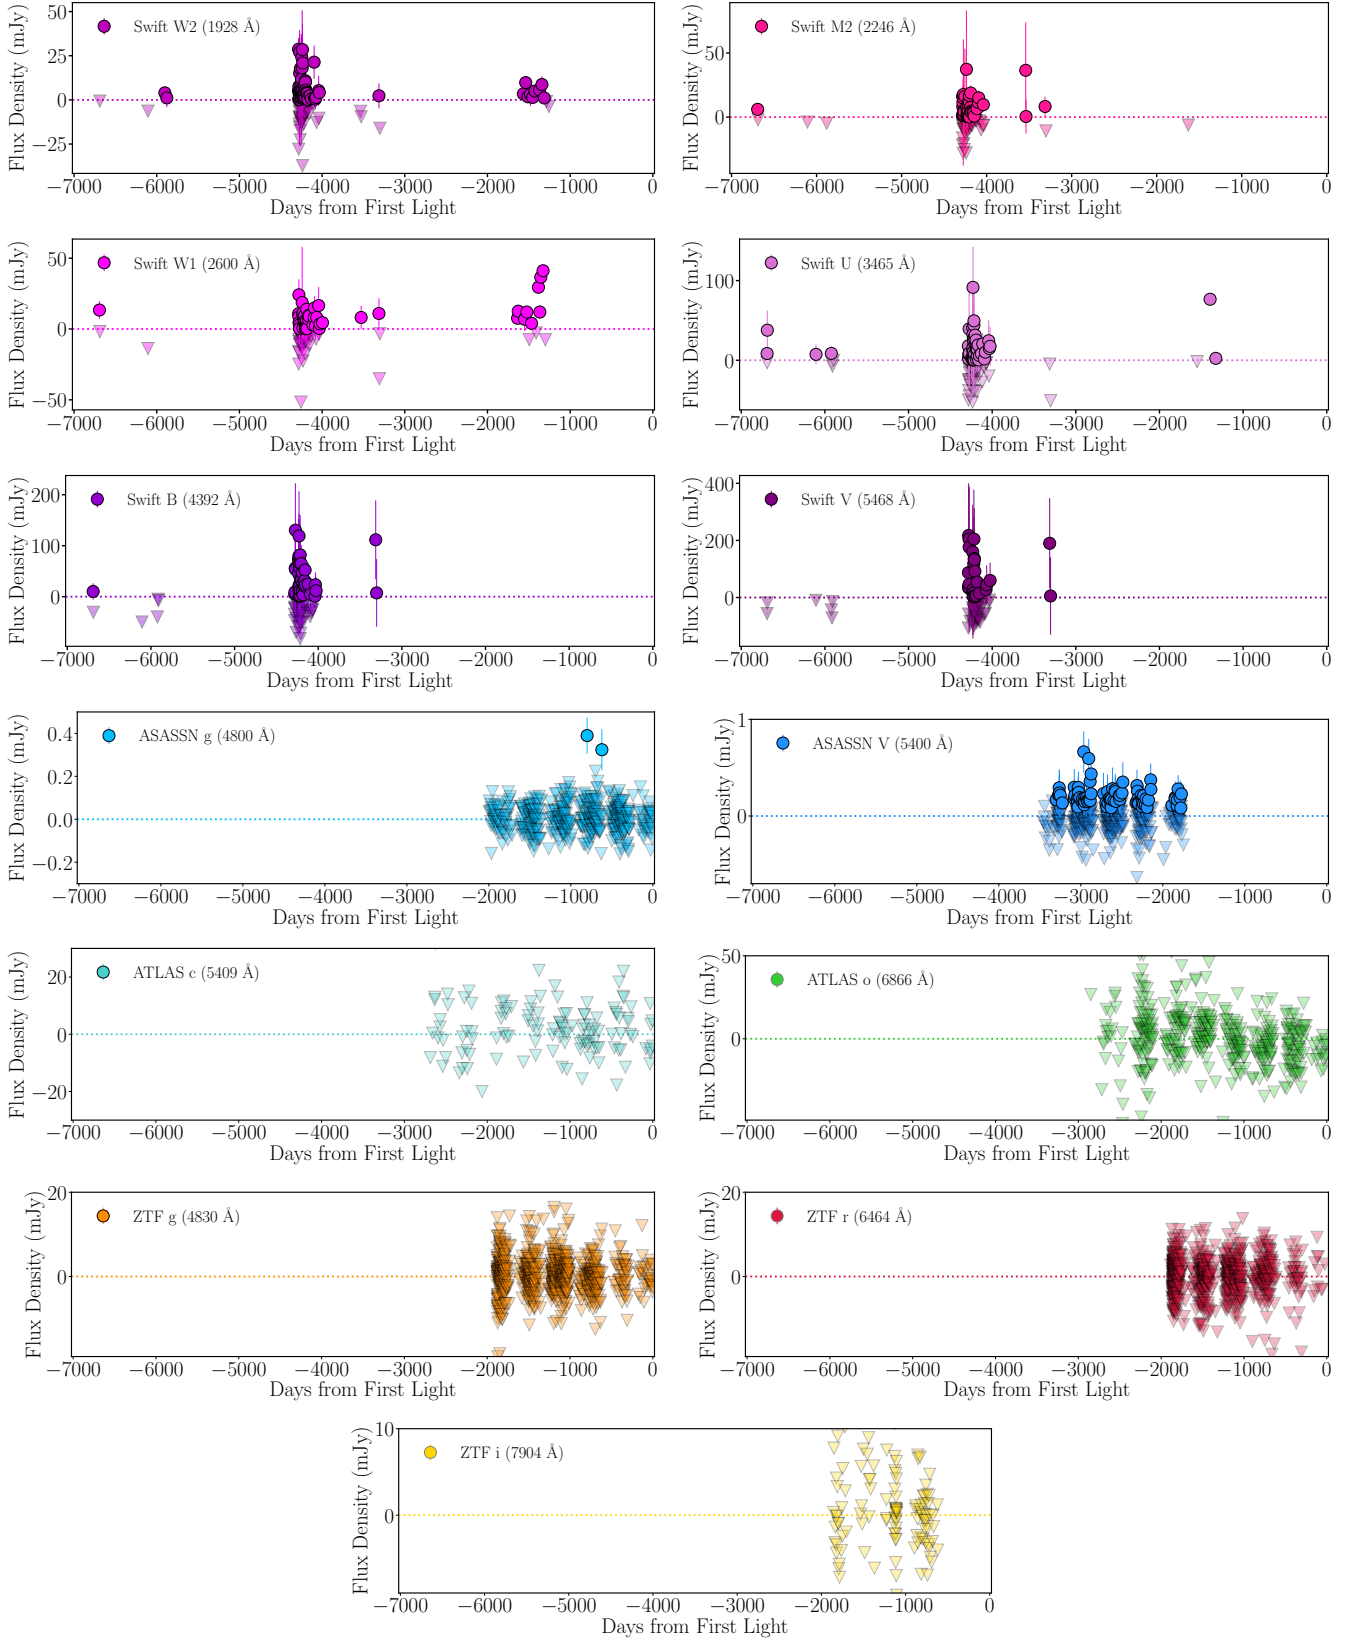 Flux Density (mJy)
50
25
0
−25
Swift W2 (1928 Å)
−7000 −6000 −5000 −4000 −3000 −2000 −1000 0
Days from First Light
Flux Density (mJy)
50
0
Swift M2 (2246 Å)
−7000 −6000 −5000 −4000 −3000 −2000 −1000 0
Days from First Light
Flux Density (mJy)
50
0
−50
Swift W1 (2600 Å)
−7000 −6000 −5000 −4000 −3000 −2000 −1000 0
Days from First Light
Flux Density (mJy)
100
0
Swift U (3465 Å)
−7000 −6000 −5000 −4000 −3000 −2000 −1000 0
Days from First Light
Flux Density (mJy)
200
100
0
Swift B (4392 Å)
−7000 −6000 −5000 −4000 −3000 −2000 −1000 0
Days from First Light
Flux Density (mJy)
400
200
0
Swift V (5468 Å)
−7000 −6000 −5000 −4000 −3000 −2000 −1000 0
Days from First Light
Flux Density (mJy)
0.4
0.2
0.0
−0.2
ASASSN g (4800 Å)
−7000 −6000 −5000 −4000 −3000 −2000 −1000 0
Days from First Light
Flux Density (mJy)
1
0
ASASSN V (5400 Å)
−7000 −6000 −5000 −4000 −3000 −2000 −1000 0
Days from First Light
Flux Density (mJy)
20
0
−20
ATLAS c (5409 Å)
−7000 −6000 −5000 −4000 −3000 −2000 −1000 0
Days from First Light
Flux Density (mJy)
50
0
ATLAS o (6866 Å)
−7000 −6000 −5000 −4000 −3000 −2000 −1000 0
Days from First Light
Flux Density (mJy)
20
0
ZTF g (4830 Å)
−7000 −6000 −5000 −4000 −3000 −2000 −1000 0
Days from First Light
Flux Density (mJy)
20
0
ZTF r (6464 Å)
−7000 −6000 −5000 −4000 −3000 −2000 −1000 0
Days from First Light
Flux Density (mJy)
10
0
ZTF i (7904 Å)
−7000 −6000 −5000 −4000 −3000 −2000 −1000 0
Days from First Light